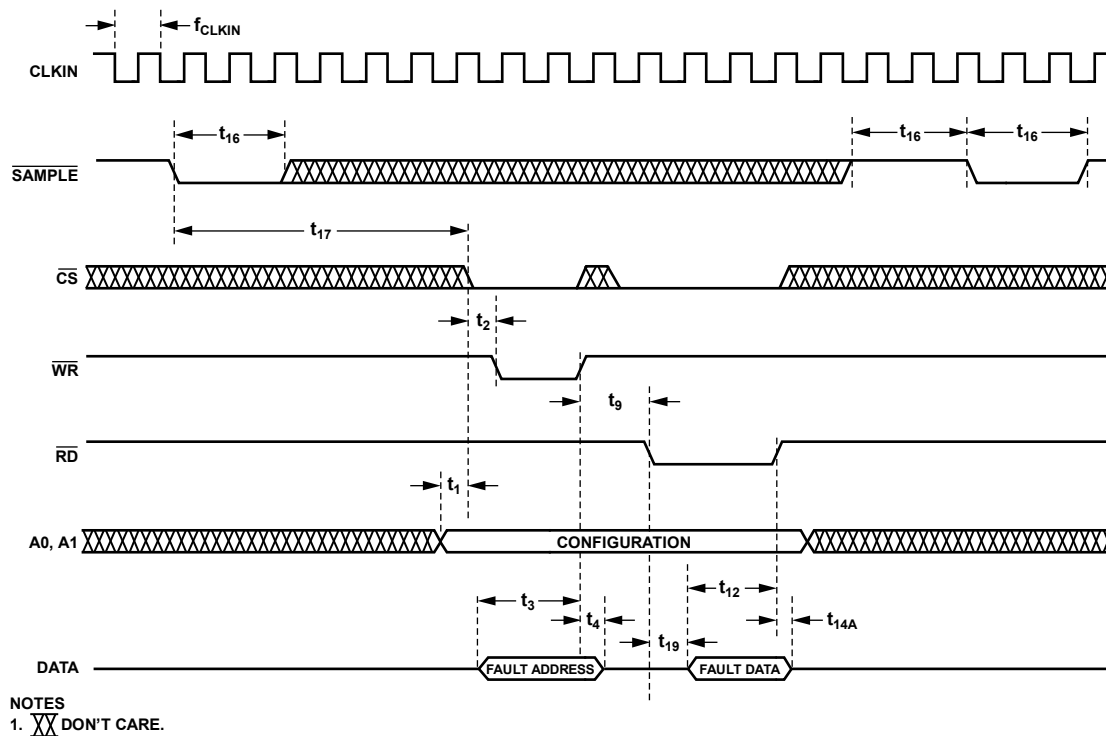 fCLKIN
CLKIN
t16 t16 t16
SAMPLE
t17
CS
t2
WR
t9
RD
t1
A0, A1 CONFIGURATION
t3 t4 t19 t12 t14A
DATA FAULT ADDRESS FAULT DATA
NOTES
1. XX DON'T CARE.